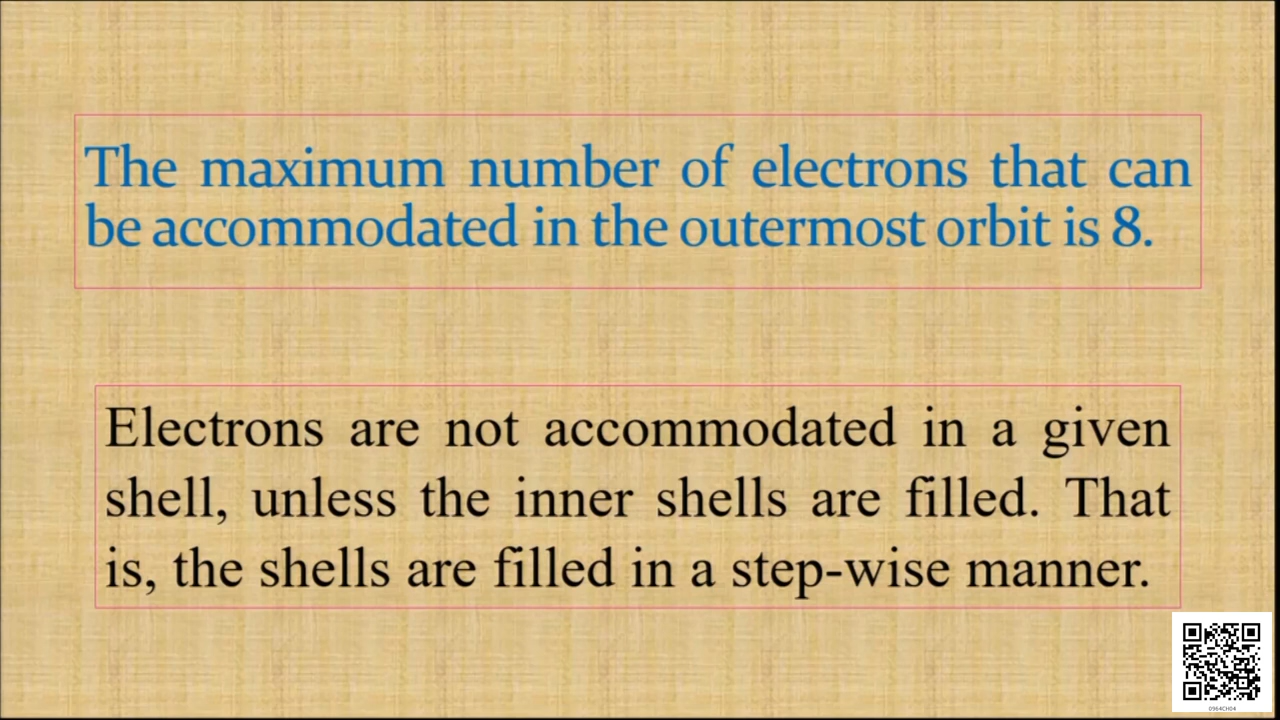 The maximum number of electrons that can
be accommodated in the outermost orbit is 8.
Electrons are not accommodated in a given
shell, unless the inner shells are filled. That
is, the shells are filled in a step-wise manner.
0964CH04